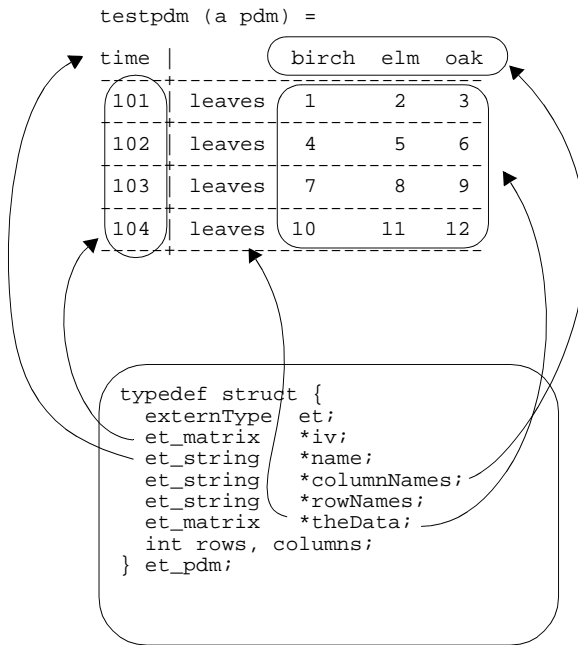 testpdm (a pdm) =
time | birch elm oak
-----------------------------
101 | leaves 1 2 3
-----------------------------
102 | leaves 4 5 6
-----------------------------
103 | leaves 7 8 9
-----------------------------
104 | leaves 10 11 12
-----------------------------
typedef struct {
externType et;
et_matrix *iv;
et_string *name;
et_string *columnNames;
et_string *rowNames;
et_matrix *theData;
int rows, columns;
} et_pdm;